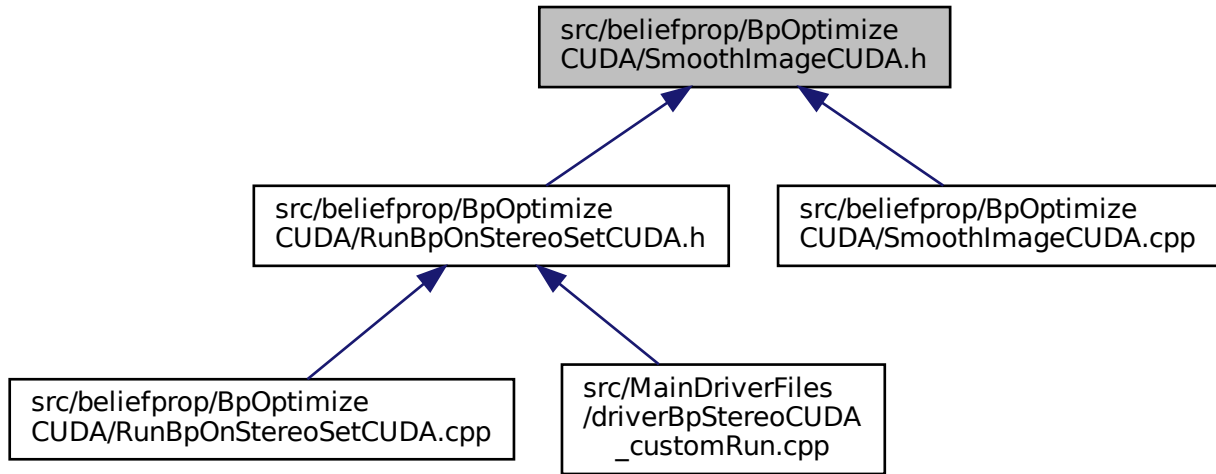 src/beliefprop/BpOptimize
CUDA/SmoothImageCUDA.h
src/beliefprop/BpOptimize
CUDA/RunBpOnStereoSetCUDA.h
src/beliefprop/BpOptimize
CUDA/SmoothImageCUDA.cpp
src/beliefprop/BpOptimize
CUDA/RunBpOnStereoSetCUDA.cpp
src/MainDriverFiles
/driverBpStereoCUDA
_customRun.cpp